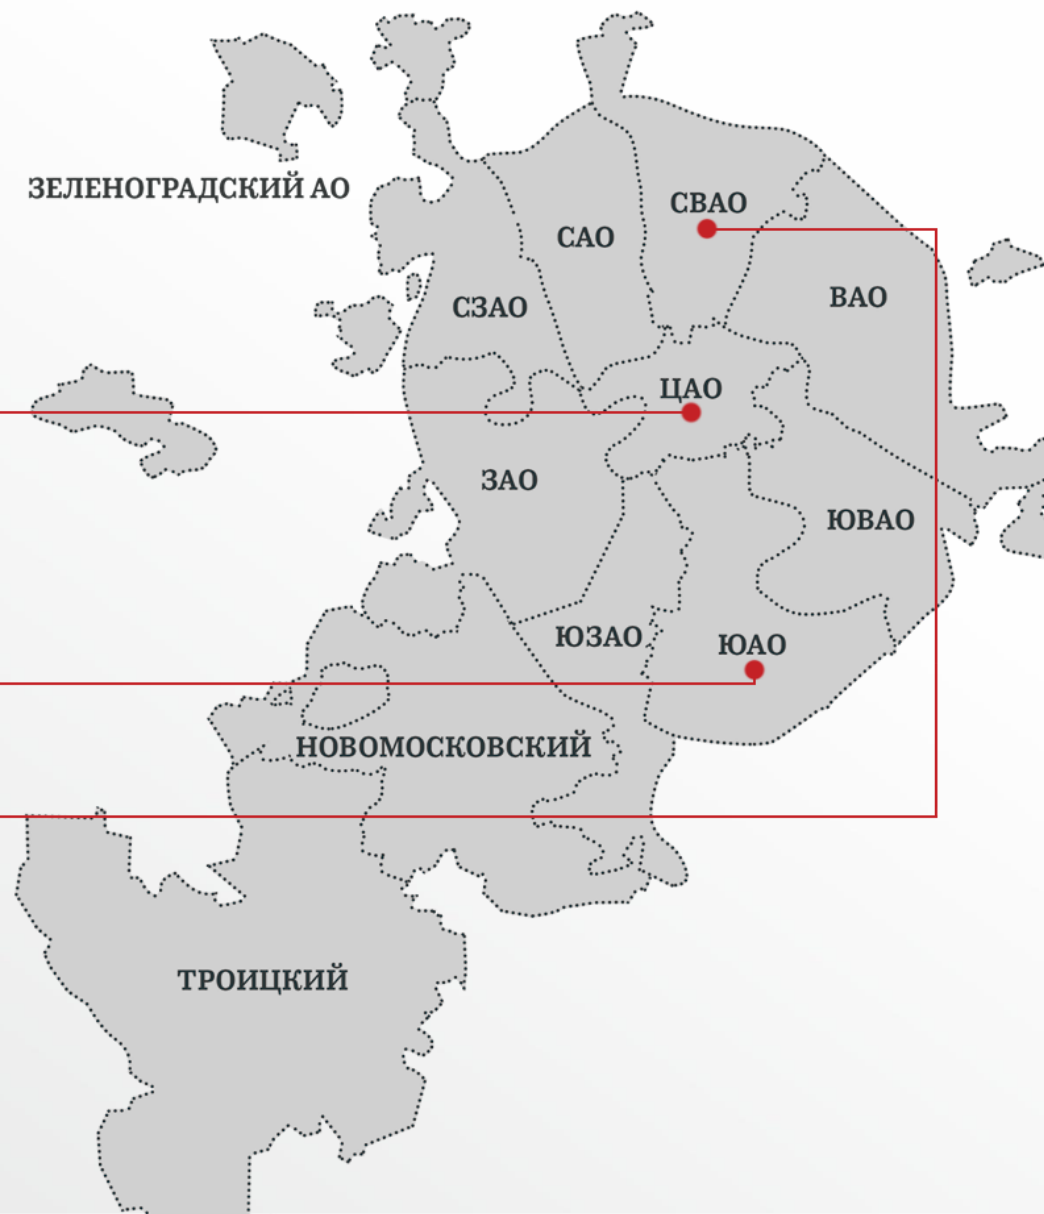 ЗЕЛЕНОГРАДСКИЙ АО
СВАО
САО
ВАО
СЗАО
ЦАО
ЗАО
ЮВАО
ЮЗАО
ЮАО
НОВОМОСКОВСКИЙ
ТРОИЦКИЙ